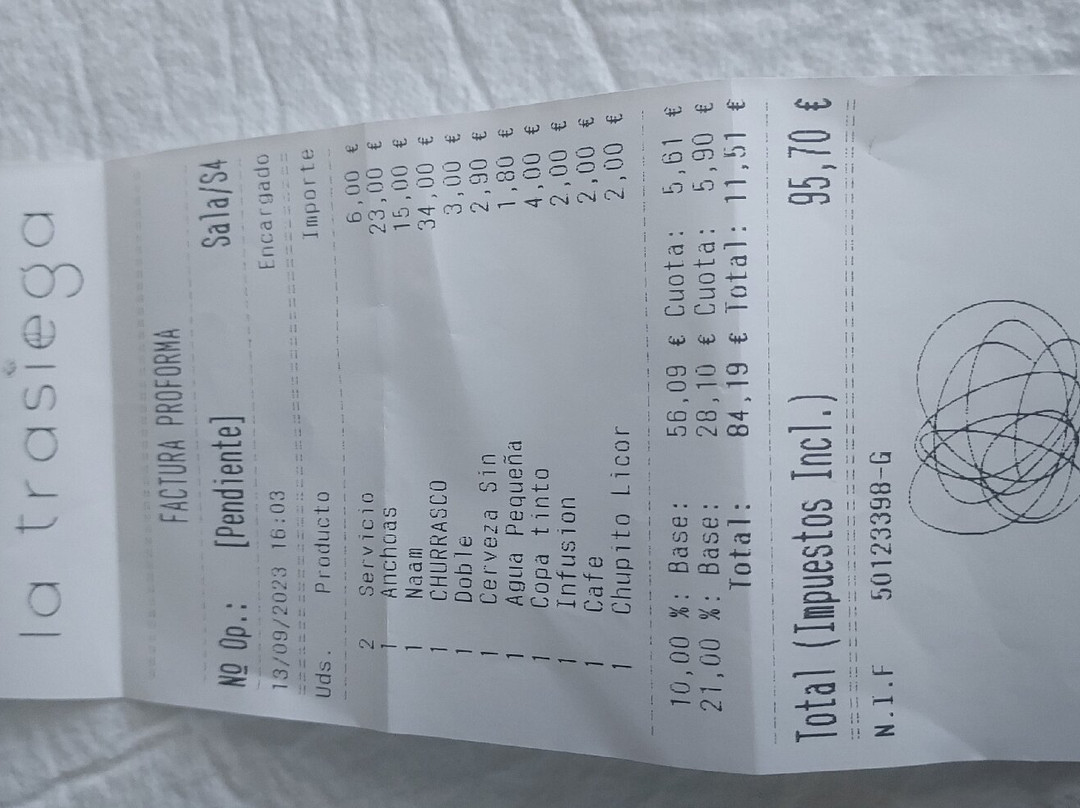 la trasiega
FACTURA PROFORMA
Nº Op.: [Pendiente] Sala/S4
13/09/2023 16:03 Encargado
Uds. Producto Importe
2 Servicio 6,00 €
1 Anchoas 23,00 €
1 Naam 15,00 €
1 CHURRASCO 34,00 €
1 Doble 3,00 €
1 Cerveza Sin 2,90 €
1 Agua Pequeña 1,80 €
1 Copa tinto 4,00 €
1 Infusion 2,00 €
1 Cafe 2,00 €
1 Chupito Licor 2,00 €
10,00 %: Base: 56,09 € Cuota: 5,61 €
21,00 %: Base: 28,10 € Cuota: 5,90 €
Total: 84,19 € Total: 11,51 €
Total (Impuestos Incl.) 95,70 €
N.I.F 50123398-G